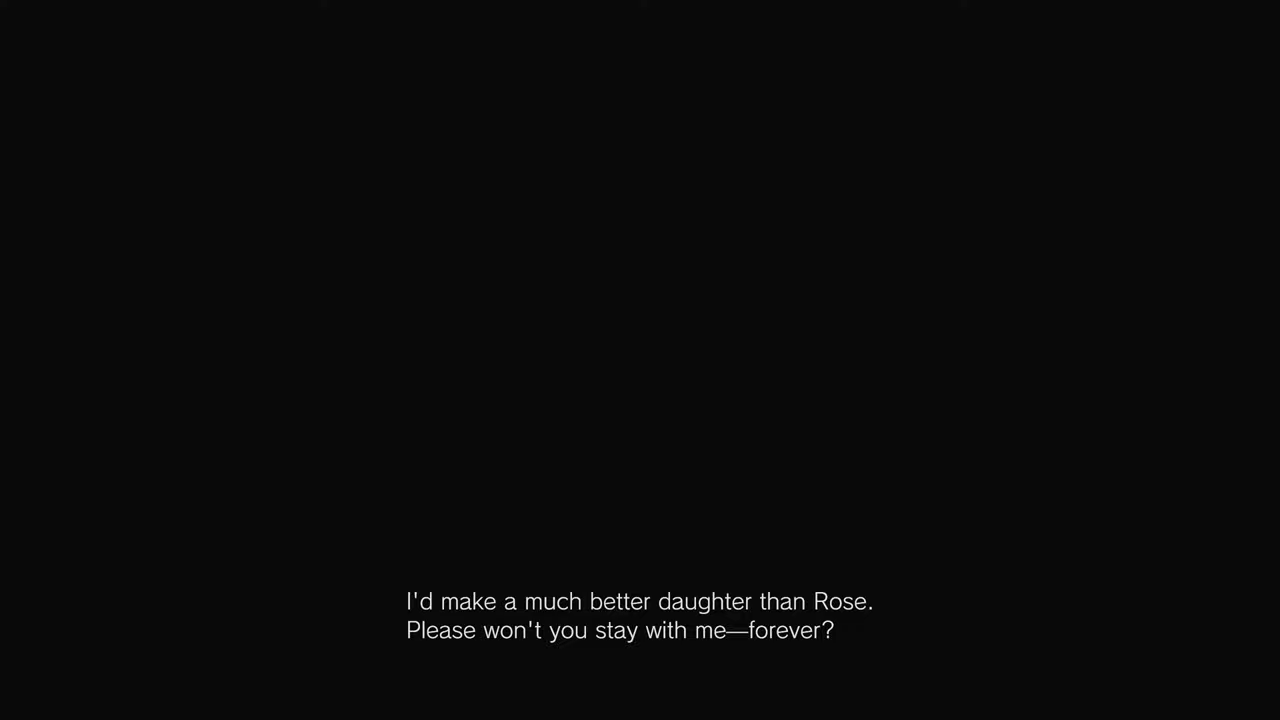 I'd make a much better daughter than Rose.
Please won't you stay with me—forever?